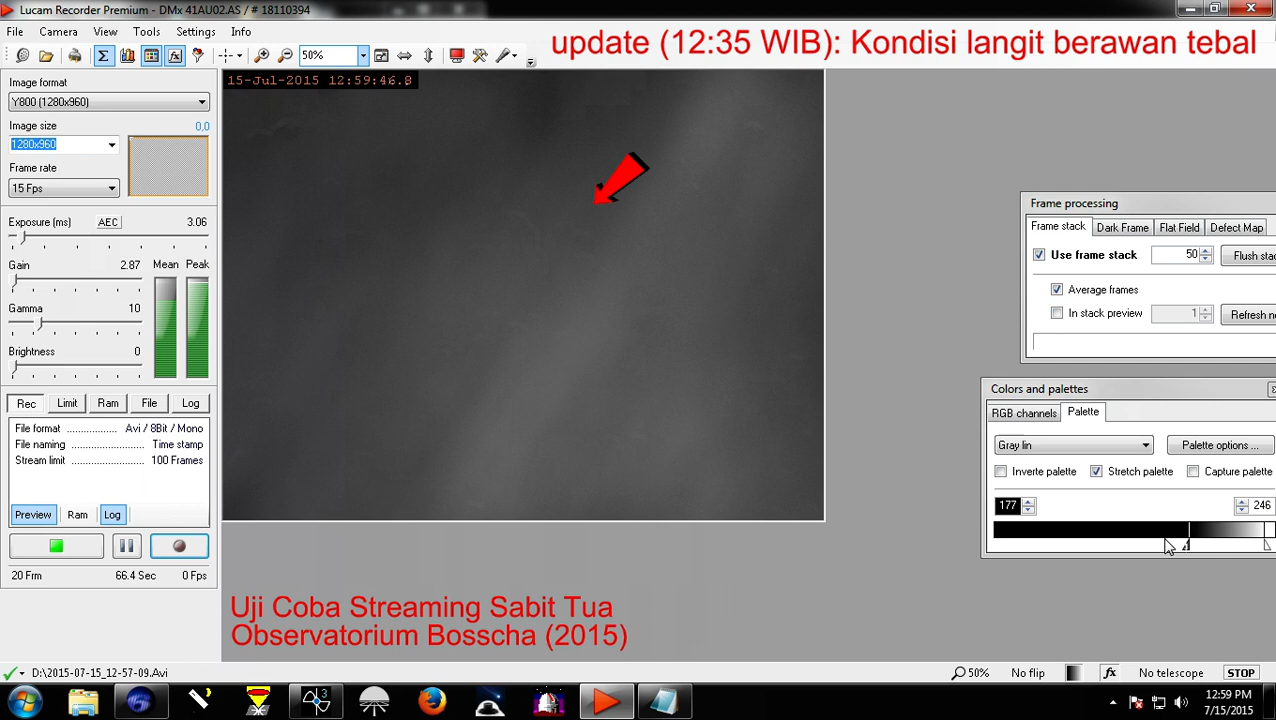 Lucam Recorder Premium - DMx 41AU02.AS / # 18110394
File Camera View Tools Settings Info
50%
update (12:35 WIB): Kondisi langit berawan tebal
Image format
Y800 (1280x960)
Image size 0,0
1280x960
Frame rate
15 Fps
Exposure (ms) AEC 3.06
Gain 2.87 Mean Peak
Gamma 10
Brightness 0
Rec Limit Ram File Log
File format Avi / 8Bit / Mono
File naming Time stamp
Stream limit 100 Frames
Preview Ram Log
20 Frm 66.4 Sec 0 Fps
15-Jul-2015 12:59:46.8
Frame processing
Frame stack Dark Frame Flat Field Defect Map
Use frame stack 50 Flush stac
Average frames
In stack preview 1 Refresh n
Colors and palettes
RGB channels Palette
Gray lin Palette options ...
Inverte palette Stretch palette Capture palette
177 246
Uji Coba Streaming Sabit Tua
Observatorium Bosscha (2015)
D:\2015-07-15_12-57-09.Avi 50% No flip fx No telescope STOP
12:59 PM
7/15/2015